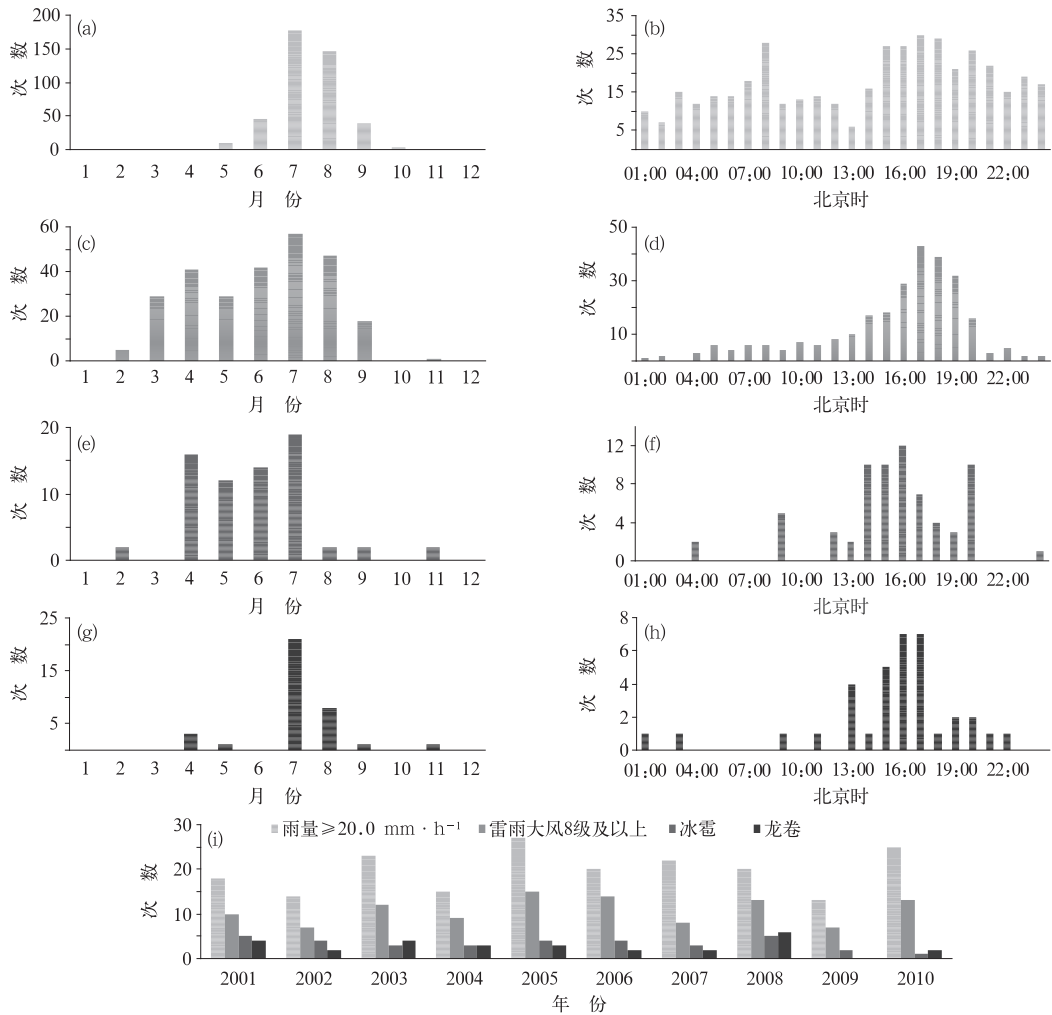 (a)
200
150
100
50
0
次 数
1 2 3 4 5 6 7 8 9 10 11 12
月 份
(b)
35
25
15
5
次 数
01:00 04:00 07:00 10:00 13:00 16:00 19:00 22:00
北京时
(c)
60
40
20
0
次 数
1 2 3 4 5 6 7 8 9 10 11 12
月 份
(d)
50
30
10
次 数
01:00 04:00 07:00 10:00 13:00 16:00 19:00 22:00
北京时
(e)
20
10
0
次 数
1 2 3 4 5 6 7 8 9 10 11 12
月 份
(f)
12
8
4
0
次 数
01:00 04:00 07:00 10:00 13:00 16:00 19:00 22:00
北京时
(g)
25
15
5
次 数
1 2 3 4 5 6 7 8 9 10 11 12
月 份
(h)
8
6
4
2
0
次 数
01:00 04:00 07:00 10:00 13:00 16:00 19:00 22:00
北京时
(i)
雨量≥20.0 mm·h⁻¹ 雷雨大风8级及以上 冰雹 龙卷
30
20
10
0
次 数
2001 2002 2003 2004 2005 2006 2007 2008 2009 2010
年 份